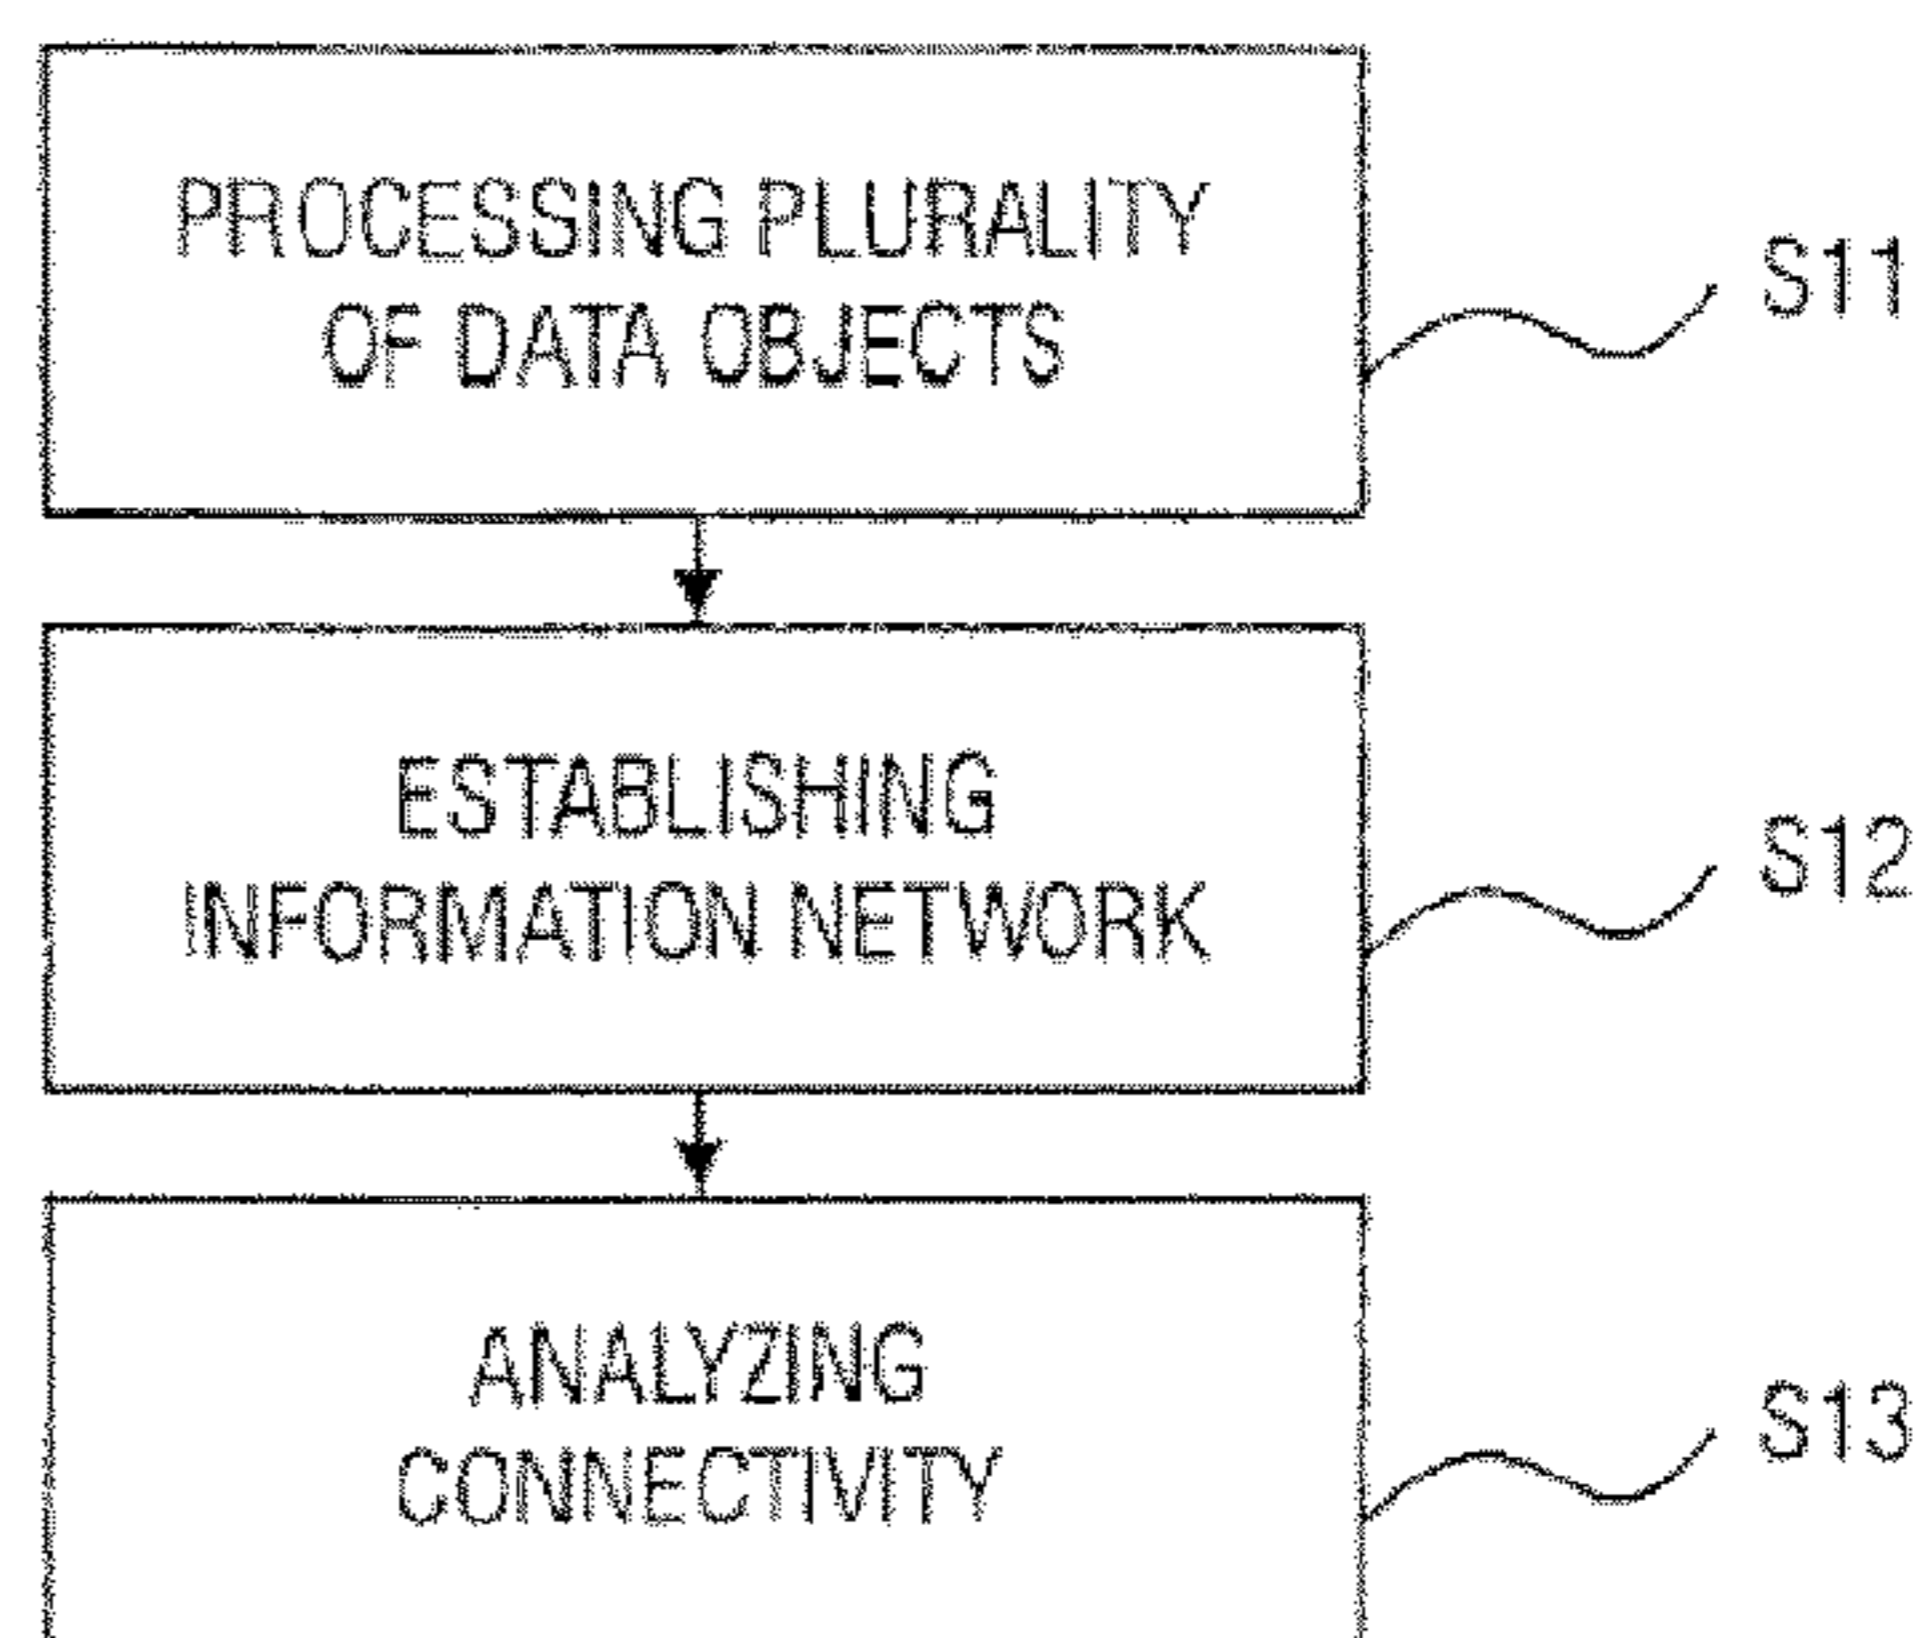 PROCESSING PLURALITY
OF DATA OBJECTS
S11
ESTABLISHING
INFORMATION NETWORK
S12
ANALYZING
CONNECTIVITY
S13